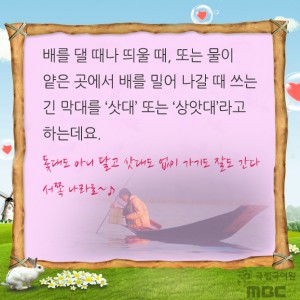 배를 댈 때나 띄울 때, 또는 물이
얕은 곳에서 배를 밀어 나갈 때 쓰는
긴 막대를 ‘삿대’ 또는 ‘상앗대’라고
하는데요.
돛대도 아니 달고 삿대도 없이 가기도 잘도 간다
서쪽 나라로~♪
국립국어원
MBC